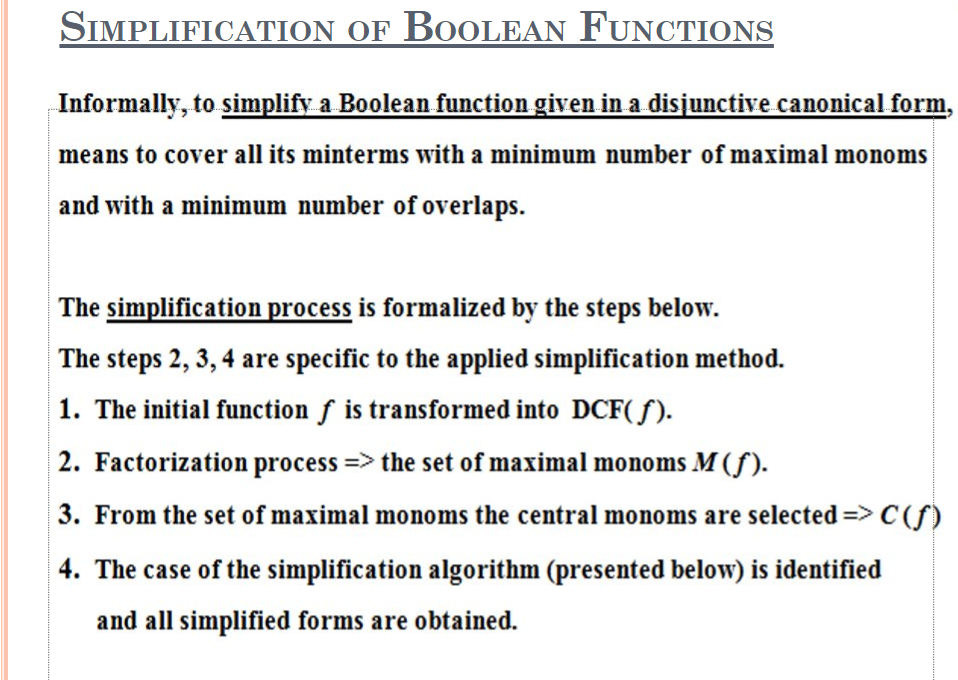 SIMPLIFICATION OF BOOLEAN FUNCTIONS
Informally, to simplify a Boolean function given in a disjunctive canonical form,
means to cover all its minterms with a minimum number of maximal monoms
and with a minimum number of overlaps.
The simplification process is formalized by the steps below.
The steps 2, 3, 4 are specific to the applied simplification method.
1. The initial function f is transformed into DCF(f).
2. Factorization process => the set of maximal monoms M(f).
3. From the set of maximal monoms the central monoms are selected => C(f)
4. The case of the simplification algorithm (presented below) is identified
and all simplified forms are obtained.